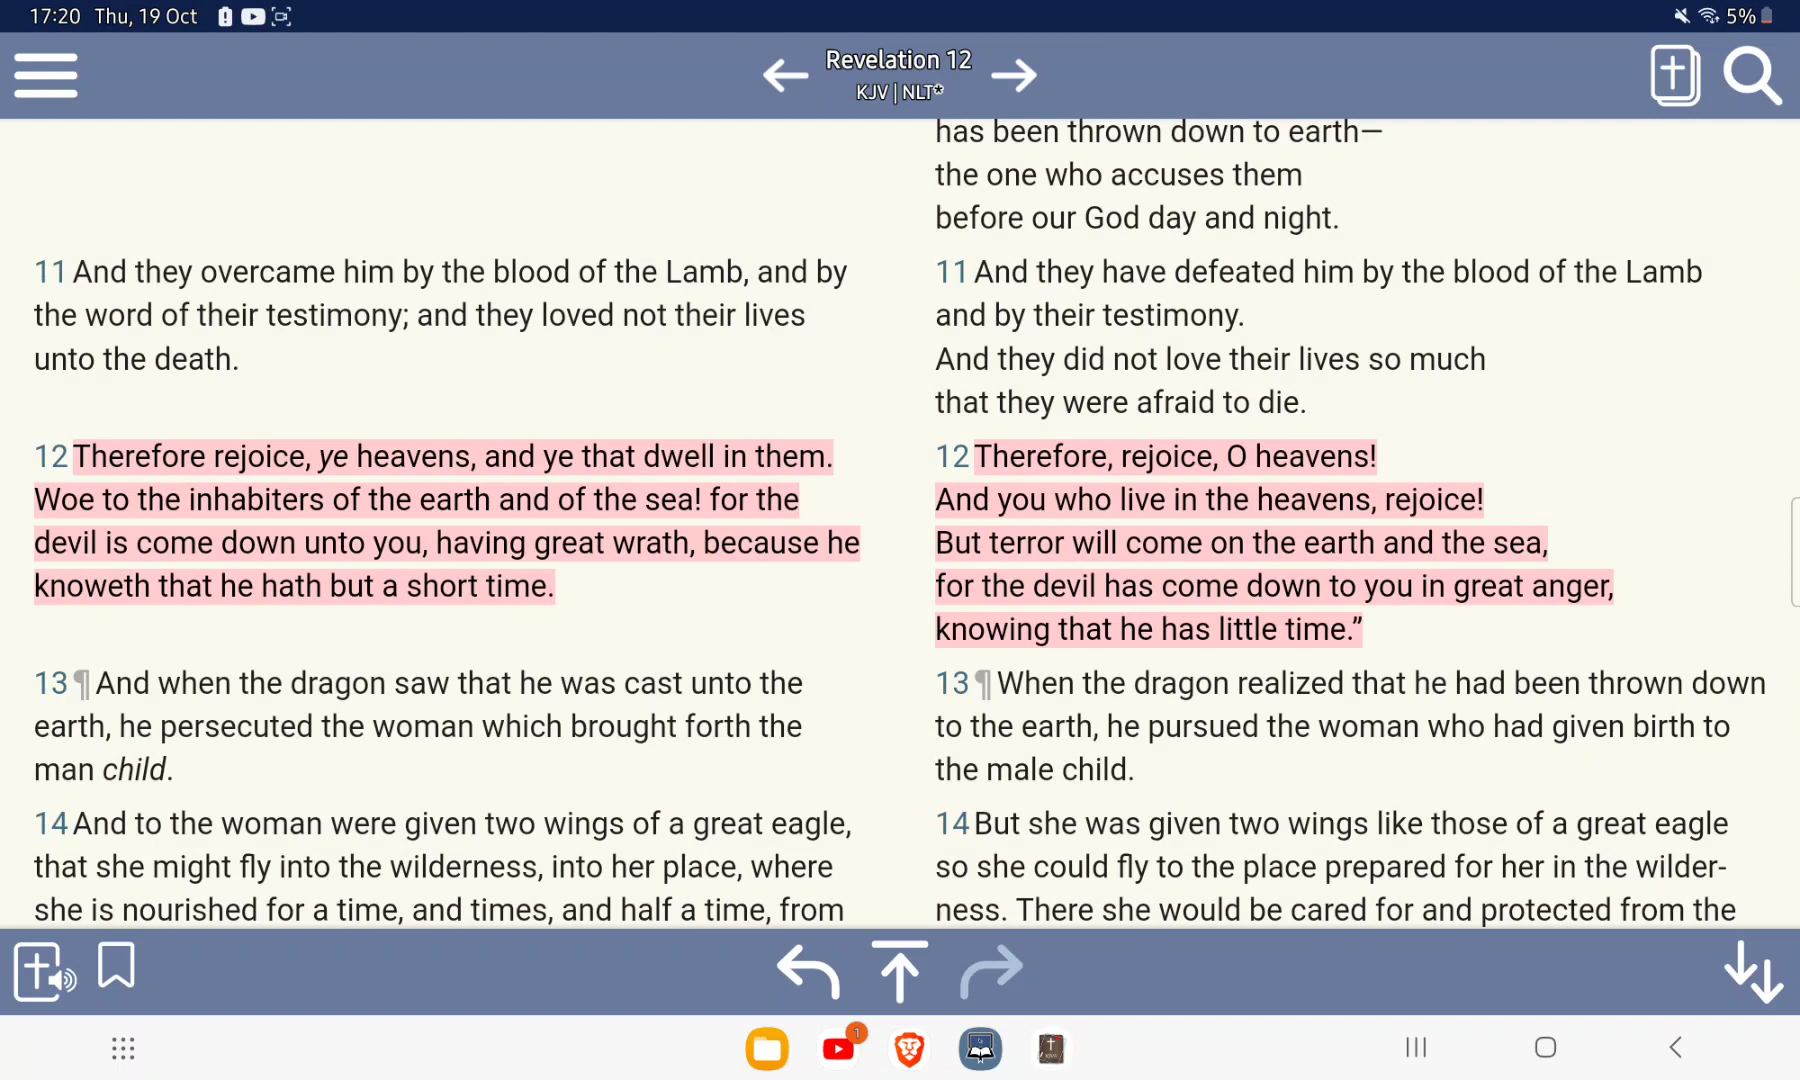 17:20 Thu, 19 Oct
5%
Revelation 12
KJV | NLT*
has been thrown down to earth—
the one who accuses them
before our God day and night.
11 And they overcame him by the blood of the Lamb, and by
the word of their testimony; and they loved not their lives
unto the death.
11 And they have defeated him by the blood of the Lamb
and by their testimony.
And they did not love their lives so much
that they were afraid to die.
12 Therefore rejoice, ye heavens, and ye that dwell in them.
Woe to the inhabiters of the earth and of the sea! for the
devil is come down unto you, having great wrath, because he
knoweth that he hath but a short time.
12 Therefore, rejoice, O heavens!
And you who live in the heavens, rejoice!
But terror will come on the earth and the sea,
for the devil has come down to you in great anger,
knowing that he has little time.”
13 ¶ And when the dragon saw that he was cast unto the
earth, he persecuted the woman which brought forth the
man child.
13 ¶ When the dragon realized that he had been thrown down
to the earth, he pursued the woman who had given birth to
the male child.
14 And to the woman were given two wings of a great eagle,
that she might fly into the wilderness, into her place, where
she is nourished for a time, and times, and half a time, from
14 But she was given two wings like those of a great eagle
so she could fly to the place prepared for her in the wilder-
ness. There she would be cared for and protected from the
1